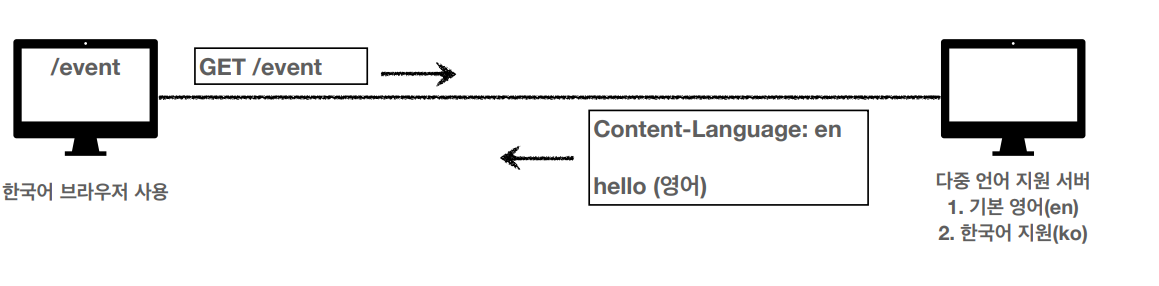 /event
GET /event
Content-Language: en
hello (영어)
한국어 브라우저 사용
다중 언어 지원 서버
1. 기본 영어(en)
2. 한국어 지원(ko)